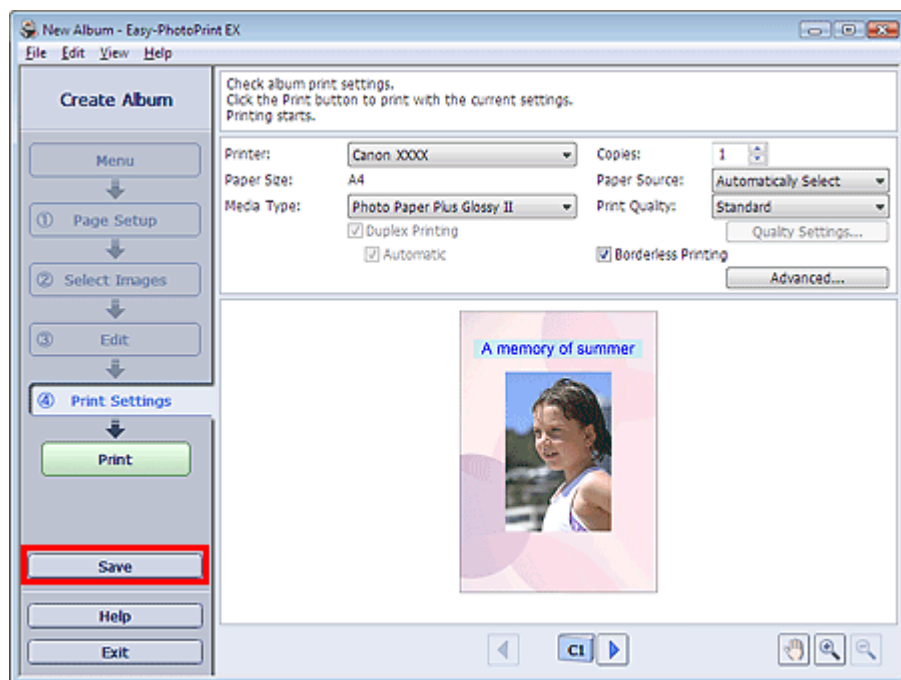 New Album - Easy-PhotoPrint EX
File Edit View Help
Create Album
Menu
① Page Setup
② Select Images
③ Edit
④ Print Settings
Print
Save
Help
Exit
Check album print settings.
Click the Print button to print with the current settings.
Printing starts.
Printer: Canon XXXX Copies: 1
Paper Size: A4 Paper Source: Automatically Select
Media Type: Photo Paper Plus Glossy II Print Quality: Standard
Duplex Printing Quality Settings...
Automatic Borderless Printing
Advanced...
A memory of summer
C1